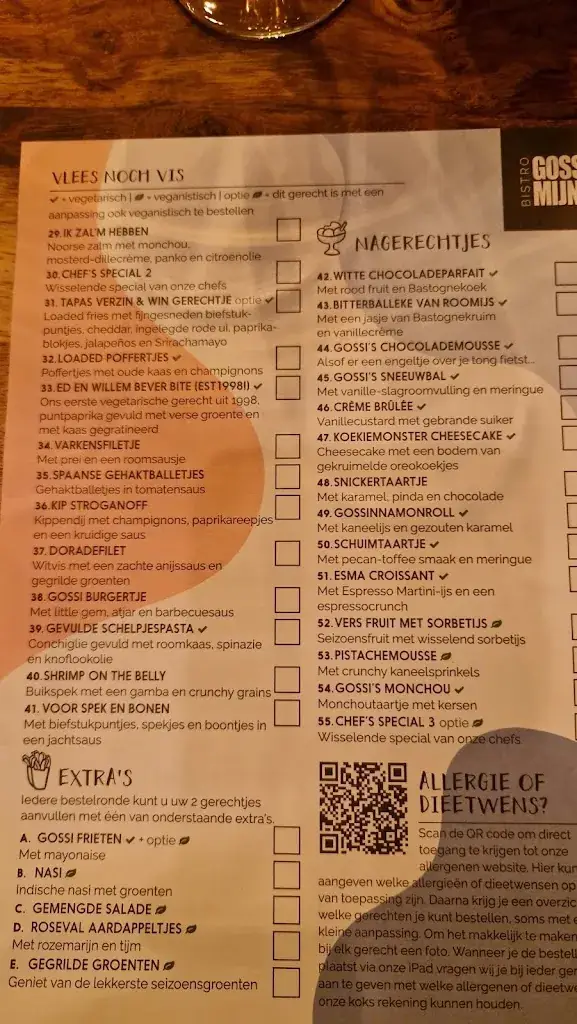 VLEES NOCH VIS
✓ = vegetarisch | = veganistisch | optie = dit gerecht is met een
aanpassing ook veganistisch te bestellen
29. IK ZAL'M HEBBEN
Noorse zalm met monchou,
mosterd-dillecrème, panko en citroenolie
30. CHEF'S SPECIAL 2
Wisselende special van onze chefs
31. TAPAS VERZIN & WIN GERECHTJE optie ✓
Loaded fries met fijngesneden biefstuk-
puntjes, cheddar, ingelegde rode ui, paprika-
blokjes, jalapeños en Srirachamayo
32. LOADED POFFERTJES ✓
Poffertjes met oude kaas en champignons
33. ED EN WILLEM BEVER BITE (EST1998!) ✓
Ons eerste vegetarische gerecht uit 1998,
puntpaprika gevuld met verse groente en
met kaas gegratineerd
34. VARKENSFILETJE
Met prei en een roomsausje
35. SPAANSE GEHAKTBALLETJES
Gehaktballetjes in tomatensaus
36. KIP STROGANOFF
Kippendij met champignons, paprikareepjes
en een kruidige saus
37. DORADEFILET
Witvis met een zachte anijssaus en
gegrilde groenten
38. GOSSI BURGERTJE
Met little gem, atjar en barbecuesaus
39. GEVULDE SCHELPJESPASTA ✓
Conchiglie gevuld met roomkaas, spinazie
en knoflookolie
40. SHRIMP ON THE BELLY
Buikspek met een gamba en crunchy grains
41. VOOR SPEK EN BONEN
Met biefstukpuntjes, spekjes en boontjes in
een jachtsaus
EXTRA'S
Iedere bestelronde kunt u uw 2 gerechtjes
aanvullen met één van onderstaande extra's.
A. GOSSI FRIETEN ✓ + optie
Met mayonaise
B. NASI
Indische nasi met groenten
C. GEMENGDE SALADE
D. ROSEVAL AARDAPPELTJES
Met rozemarijn en tijm
E. GEGRILDE GROENTEN
Geniet van de lekkerste seizoensgroenten
BISTRO
GOSS
MIJN
NAGERECHTJES
42. WITTE CHOCOLADEPARFAIT ✓
Met rood fruit en Bastognekoek
43. BITTERBALLEKE VAN ROOMIJS ✓
Met een jasje van Bastognekruim
en vanillecrème
44. GOSSI'S CHOCOLADEMOUSSE ✓
Alsof er een engeltje over je tong fietst...
45. GOSSI'S SNEEUWBAL ✓
Met vanille-slagroomvulling en meringue
46. CRÈME BRÛLÉE ✓
Vanillecustard met gebrande suiker
47. KOEKIEMONSTER CHEESECAKE ✓
Cheesecake met een bodem van
gekruimelde oreokoekjes
48. SNICKERTAARTJE
Met karamel, pinda en chocolade
49. GOSSINNAMONROLL ✓
Met kaneelijs en gezouten karamel
50. SCHUIMTAARTJE ✓
Met pecan-toffee smaak en meringue
51. ESMA CROISSANT ✓
Met Espresso Martini-ijs en een
espressocrunch
52. VERS FRUIT MET SORBETIJS
Seizoensfruit met wisselend sorbetijs
53. PISTACHEMOUSSE
Met crunchy kaneelsprinkels
54. GOSSI'S MONCHOU ✓
Monchoutaartje met kersen
55. CHEF'S SPECIAL 3 optie
Wisselende special van onze chefs
ALLERGIE OF
DIEETWENS?
Scan de QR code om direct
toegang te krijgen tot onze
allergenen website. Hier kun
aangeven welke allergieën of dieetwensen op
van toepassing zijn. Daarna krijg je een overzic
welke gerechten je kunt bestellen, soms met e
kleine aanpassing. Om het makkelijk te maken
bij elk gerecht een foto. Wanneer je de bestell
plaatst via onze iPad vragen wij je bij ieder ger
aan te geven met welke allergenen of dieetwe
onze koks rekening kunnen houden.